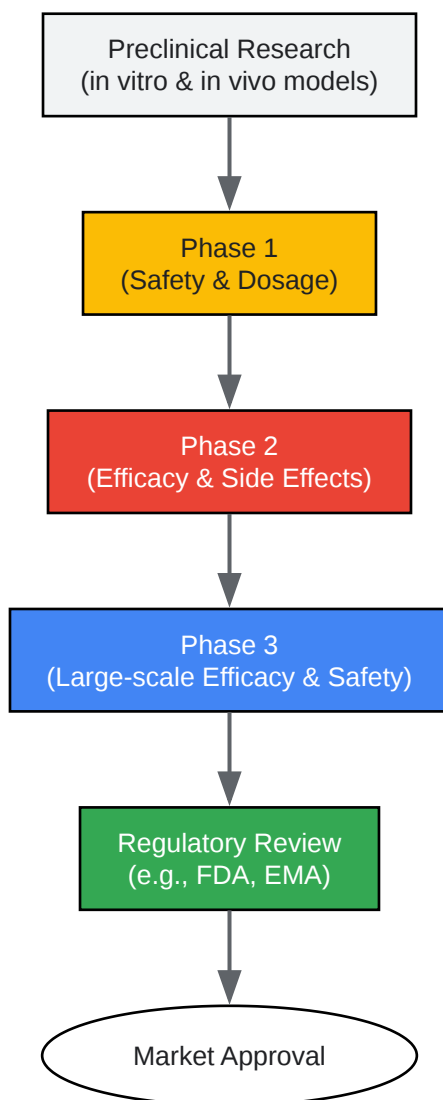 Preclinical Research
(in vitro & in vivo models)
Phase 1
(Safety & Dosage)
Phase 2
(Efficacy & Side Effects)
Phase 3
(Large-scale Efficacy & Safety)
Regulatory Review
(e.g., FDA, EMA)
Market Approval